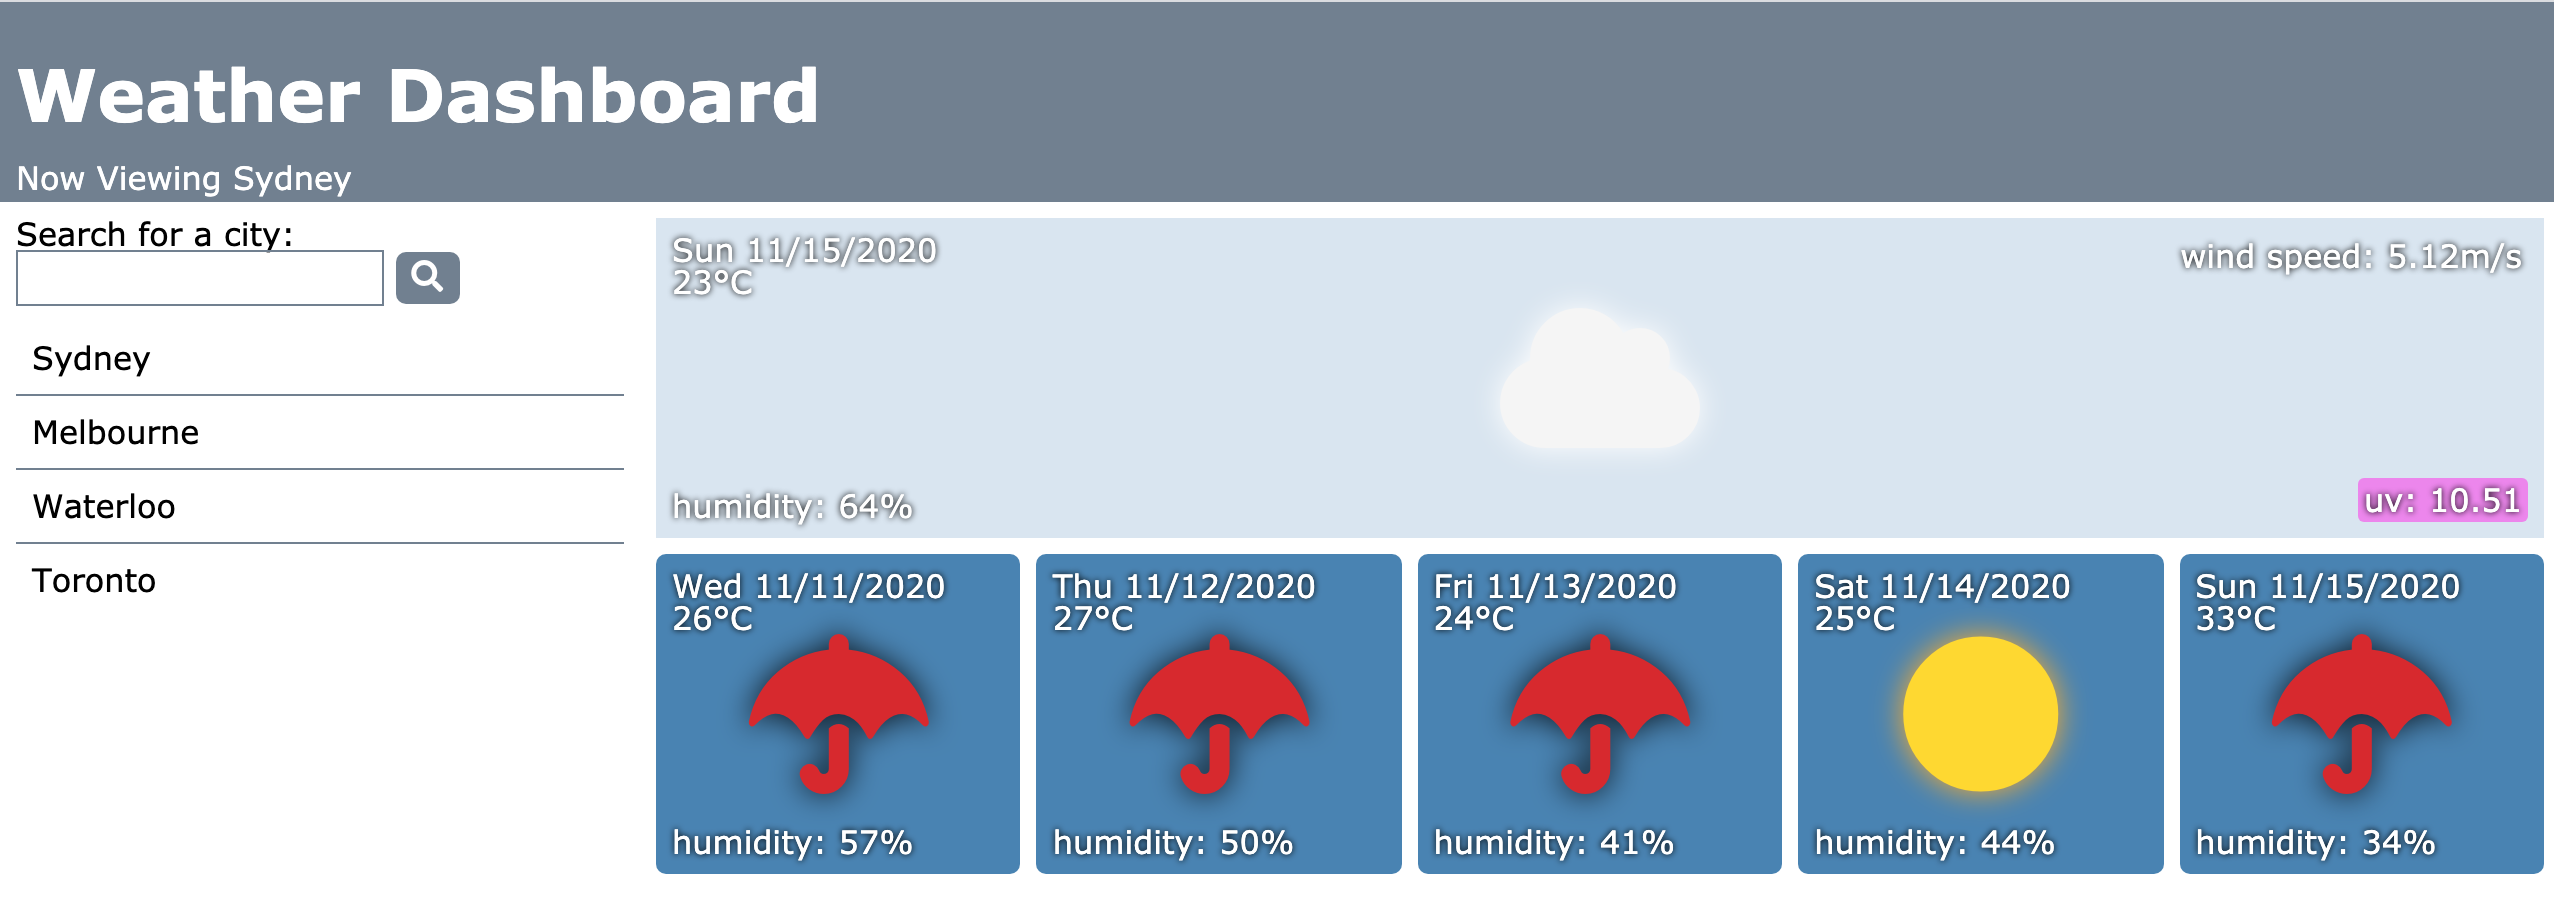 Weather Dashboard
Now Viewing Sydney
Search for a city:
Sydney
Melbourne
Waterloo
Toronto
Sun 11/15/2020
23°C
wind speed: 5.12m/s
humidity: 64%
uv: 10.51
Wed 11/11/2020
26°C
humidity: 57%
Thu 11/12/2020
27°C
humidity: 50%
Fri 11/13/2020
24°C
humidity: 41%
Sat 11/14/2020
25°C
humidity: 44%
Sun 11/15/2020
33°C
humidity: 34%